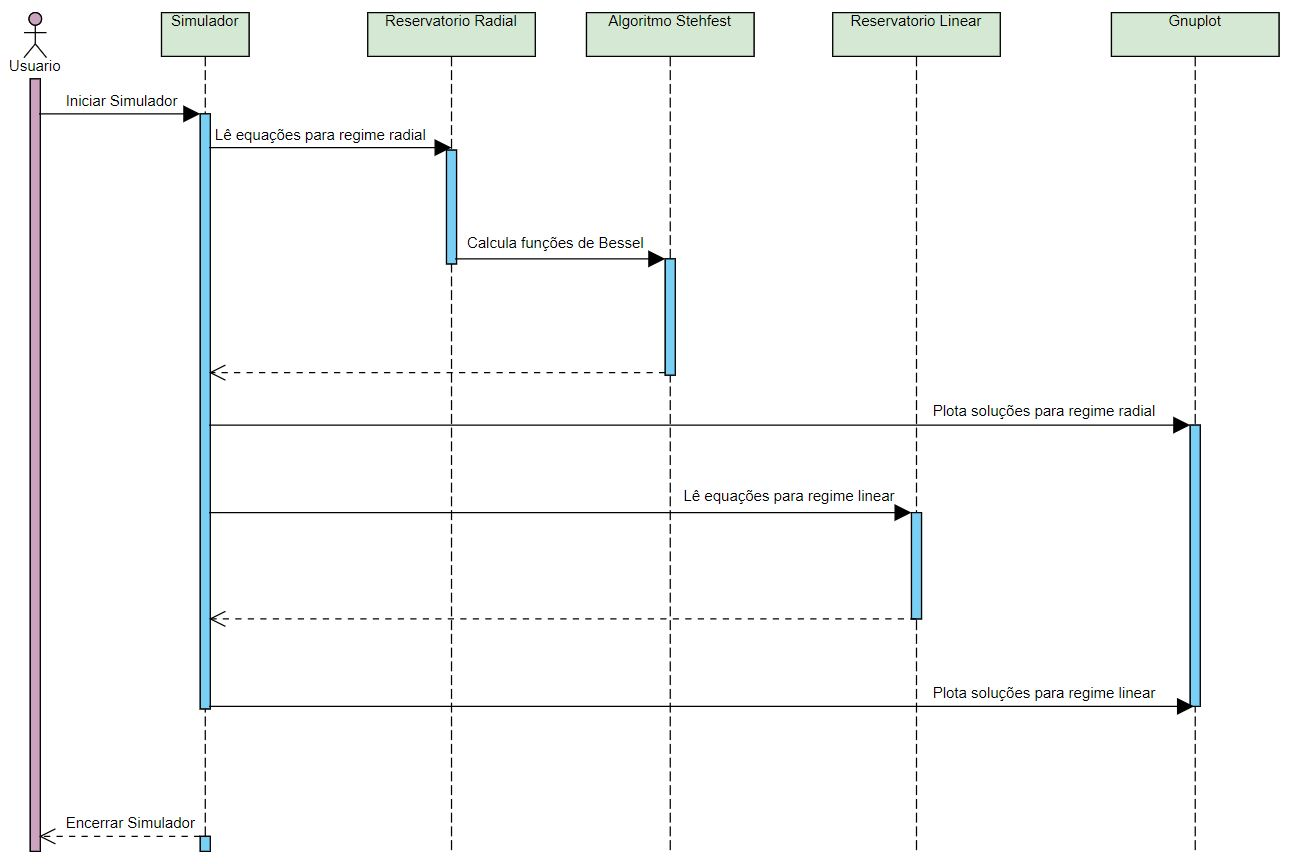 Simulador
Reservatorio Radial
Algoritmo Stehfest
Reservatorio Linear
Gnuplot
Usuario
Iniciar Simulador
Lê equações para regime radial
Calcula funções de Bessel
Plota soluções para regime radial
Lê equações para regime linear
Plota soluções para regime linear
Encerrar Simulador